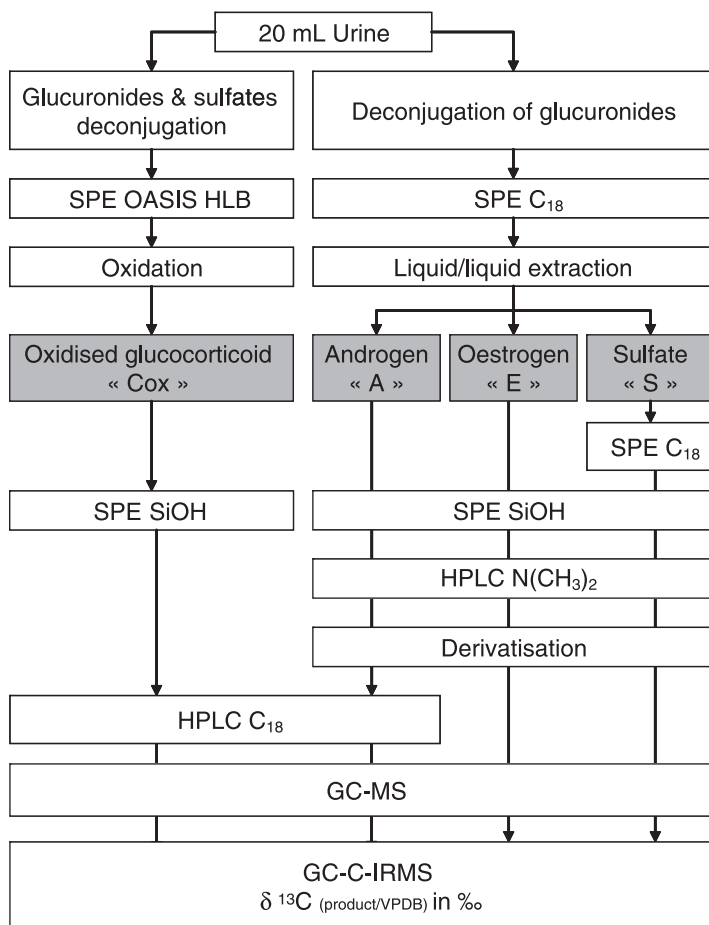 20 mL Urine
Glucuronides & sulfates
deconjugation
Deconjugation of glucuronides
SPE OASIS HLB
SPE C₁₈
Oxidation
Liquid/liquid extraction
Oxidised glucocorticoid
« Cox »
Androgen
« A »
Oestrogen
« E »
Sulfate
« S »
SPE C₁₈
SPE SiOH
SPE SiOH
HPLC N(CH₃)₂
Derivatisation
HPLC C₁₈
GC-MS
GC-C-IRMS
δ ¹³C (product/VPDB) in ‰